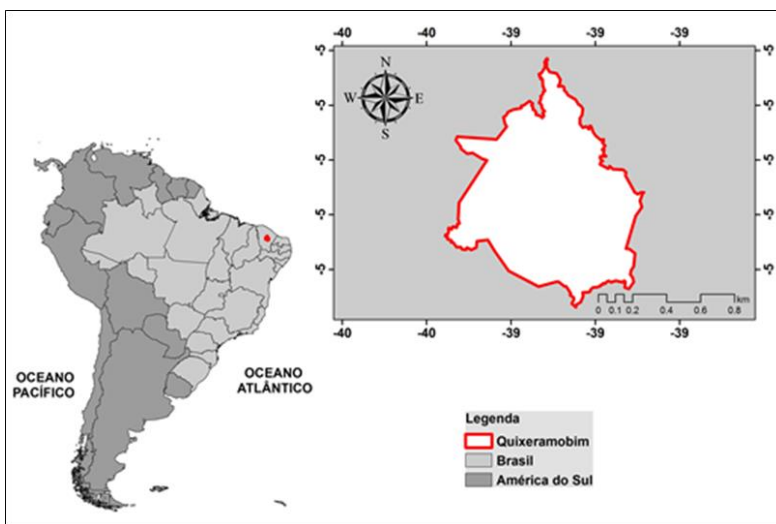 -40 -40 -39 -39 -39
-5 -5
-5 -5
-5 -5
-5 -5
-5 -5
N
W E
S
0 0.1 0.2 0.4 0.6 0.8
km
-40 -40 -39 -39 -39
OCEANO
PACÍFICO
OCEANO
ATLÂNTICO
Legenda
Quixeramobim
Brasil
América do Sul